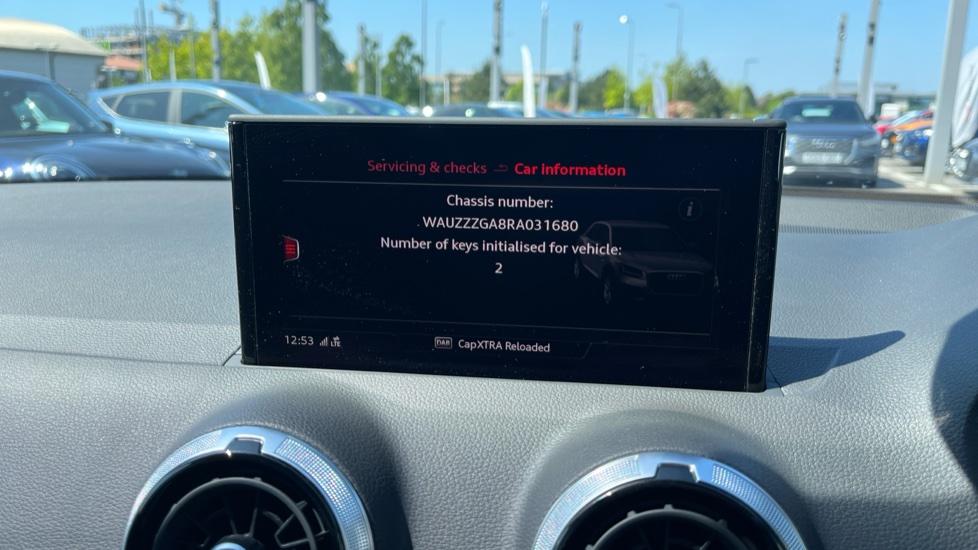 Servicing & checks Car information
Chassis number:
WAUZZZGA8RA031680
Number of keys initialised for vehicle:
2
12:53 LTE DAB CapXTRA Reloaded